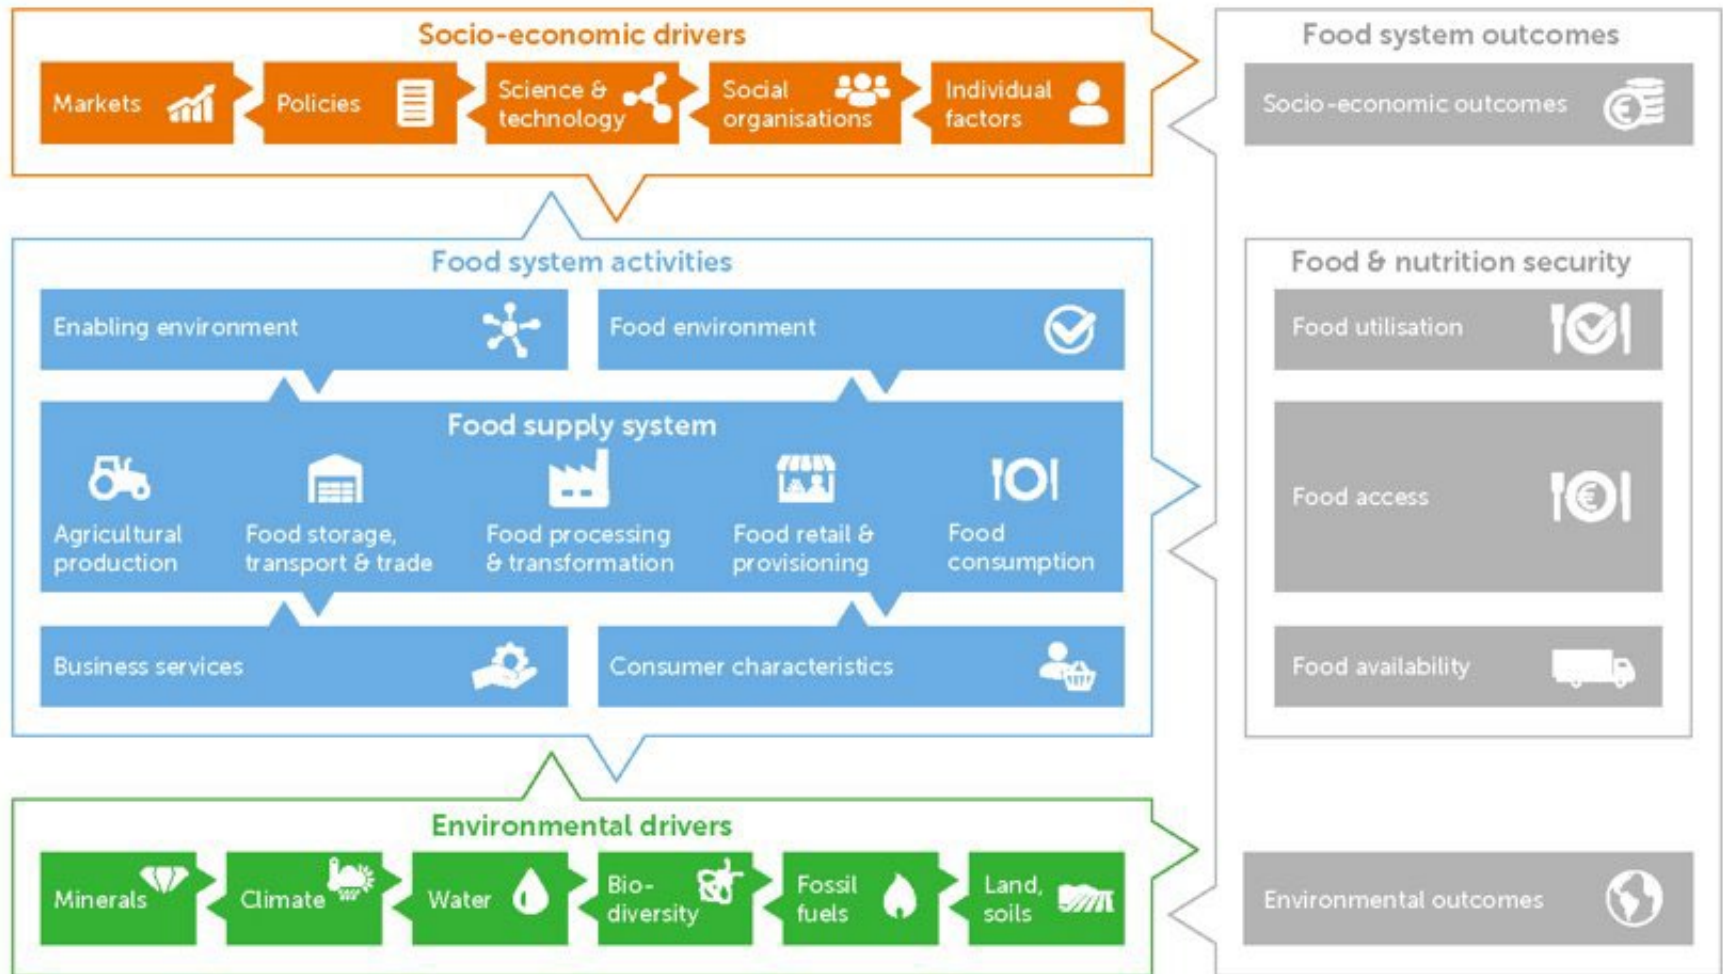 Socio-economic drivers
Markets
Policies
Science &
technology
Social
organisations
Individual
factors
Food system activities
Enabling environment
Food environment
Food supply system
Agricultural
production
Food storage,
transport & trade
Food processing
& transformation
Food retail &
provisioning
Food
consumption
Business services
Consumer characteristics
Environmental drivers
Minerals
Climate
Water
Bio-
diversity
Fossil
fuels
Land,
soils
Food system outcomes
Socio-economic outcomes
€
Food & nutrition security
Food utilisation
Food access
€
Food availability
Environmental outcomes